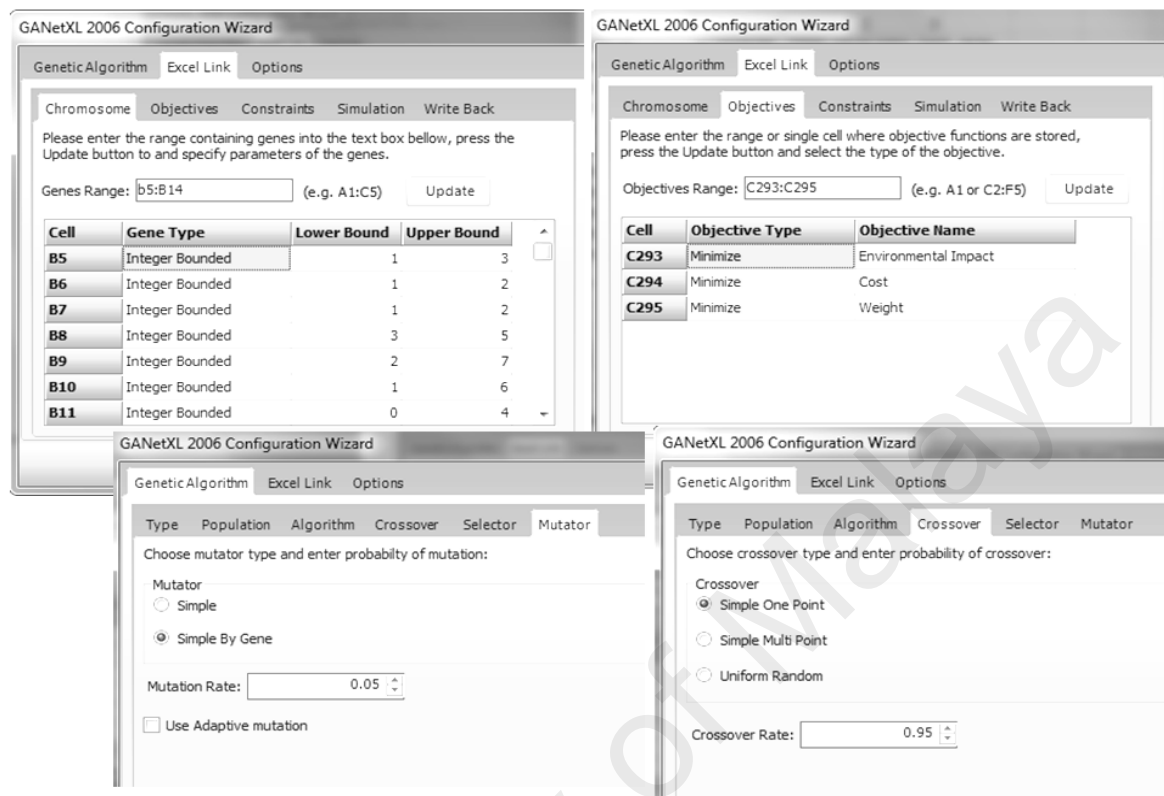 GANetXL 2006 Configuration Wizard
Genetic Algorithm Excel Link Options
Chromosome Objectives Constraints Simulation Write Back
Please enter the range containing genes into the text box bellow, press the
Update button to and specify parameters of the genes.
Genes Range: b5:B14 (e.g. A1:C5) Update
Cell Gene Type Lower Bound Upper Bound
B5 Integer Bounded 1 3
B6 Integer Bounded 1 2
B7 Integer Bounded 1 2
B8 Integer Bounded 3 5
B9 Integer Bounded 2 7
B10 Integer Bounded 1 6
B11 Integer Bounded 0 4
GANetXL 2006 Configuration Wizard
Genetic Algorithm Excel Link Options
Chromosome Objectives Constraints Simulation Write Back
Please enter the range or single cell where objective functions are stored,
press the Update button and select the type of the objective.
Objectives Range: C293:C295 (e.g. A1 or C2:F5) Update
Cell Objective Type Objective Name
C293 Minimize Environmental Impact
C294 Minimize Cost
C295 Minimize Weight
GANetXL 2006 Configuration Wizard
Genetic Algorithm Excel Link Options
Type Population Algorithm Crossover Selector Mutator
Choose mutator type and enter probabilty of mutation:
Mutator
Simple
Simple By Gene
Mutation Rate: 0.05
Use Adaptive mutation
GANetXL 2006 Configuration Wizard
Genetic Algorithm Excel Link Options
Type Population Algorithm Crossover Selector Mutator
Choose crossover type and enter probability of crossover:
Crossover
Simple One Point
Simple Multi Point
Uniform Random
Crossover Rate: 0.95
of Malaya